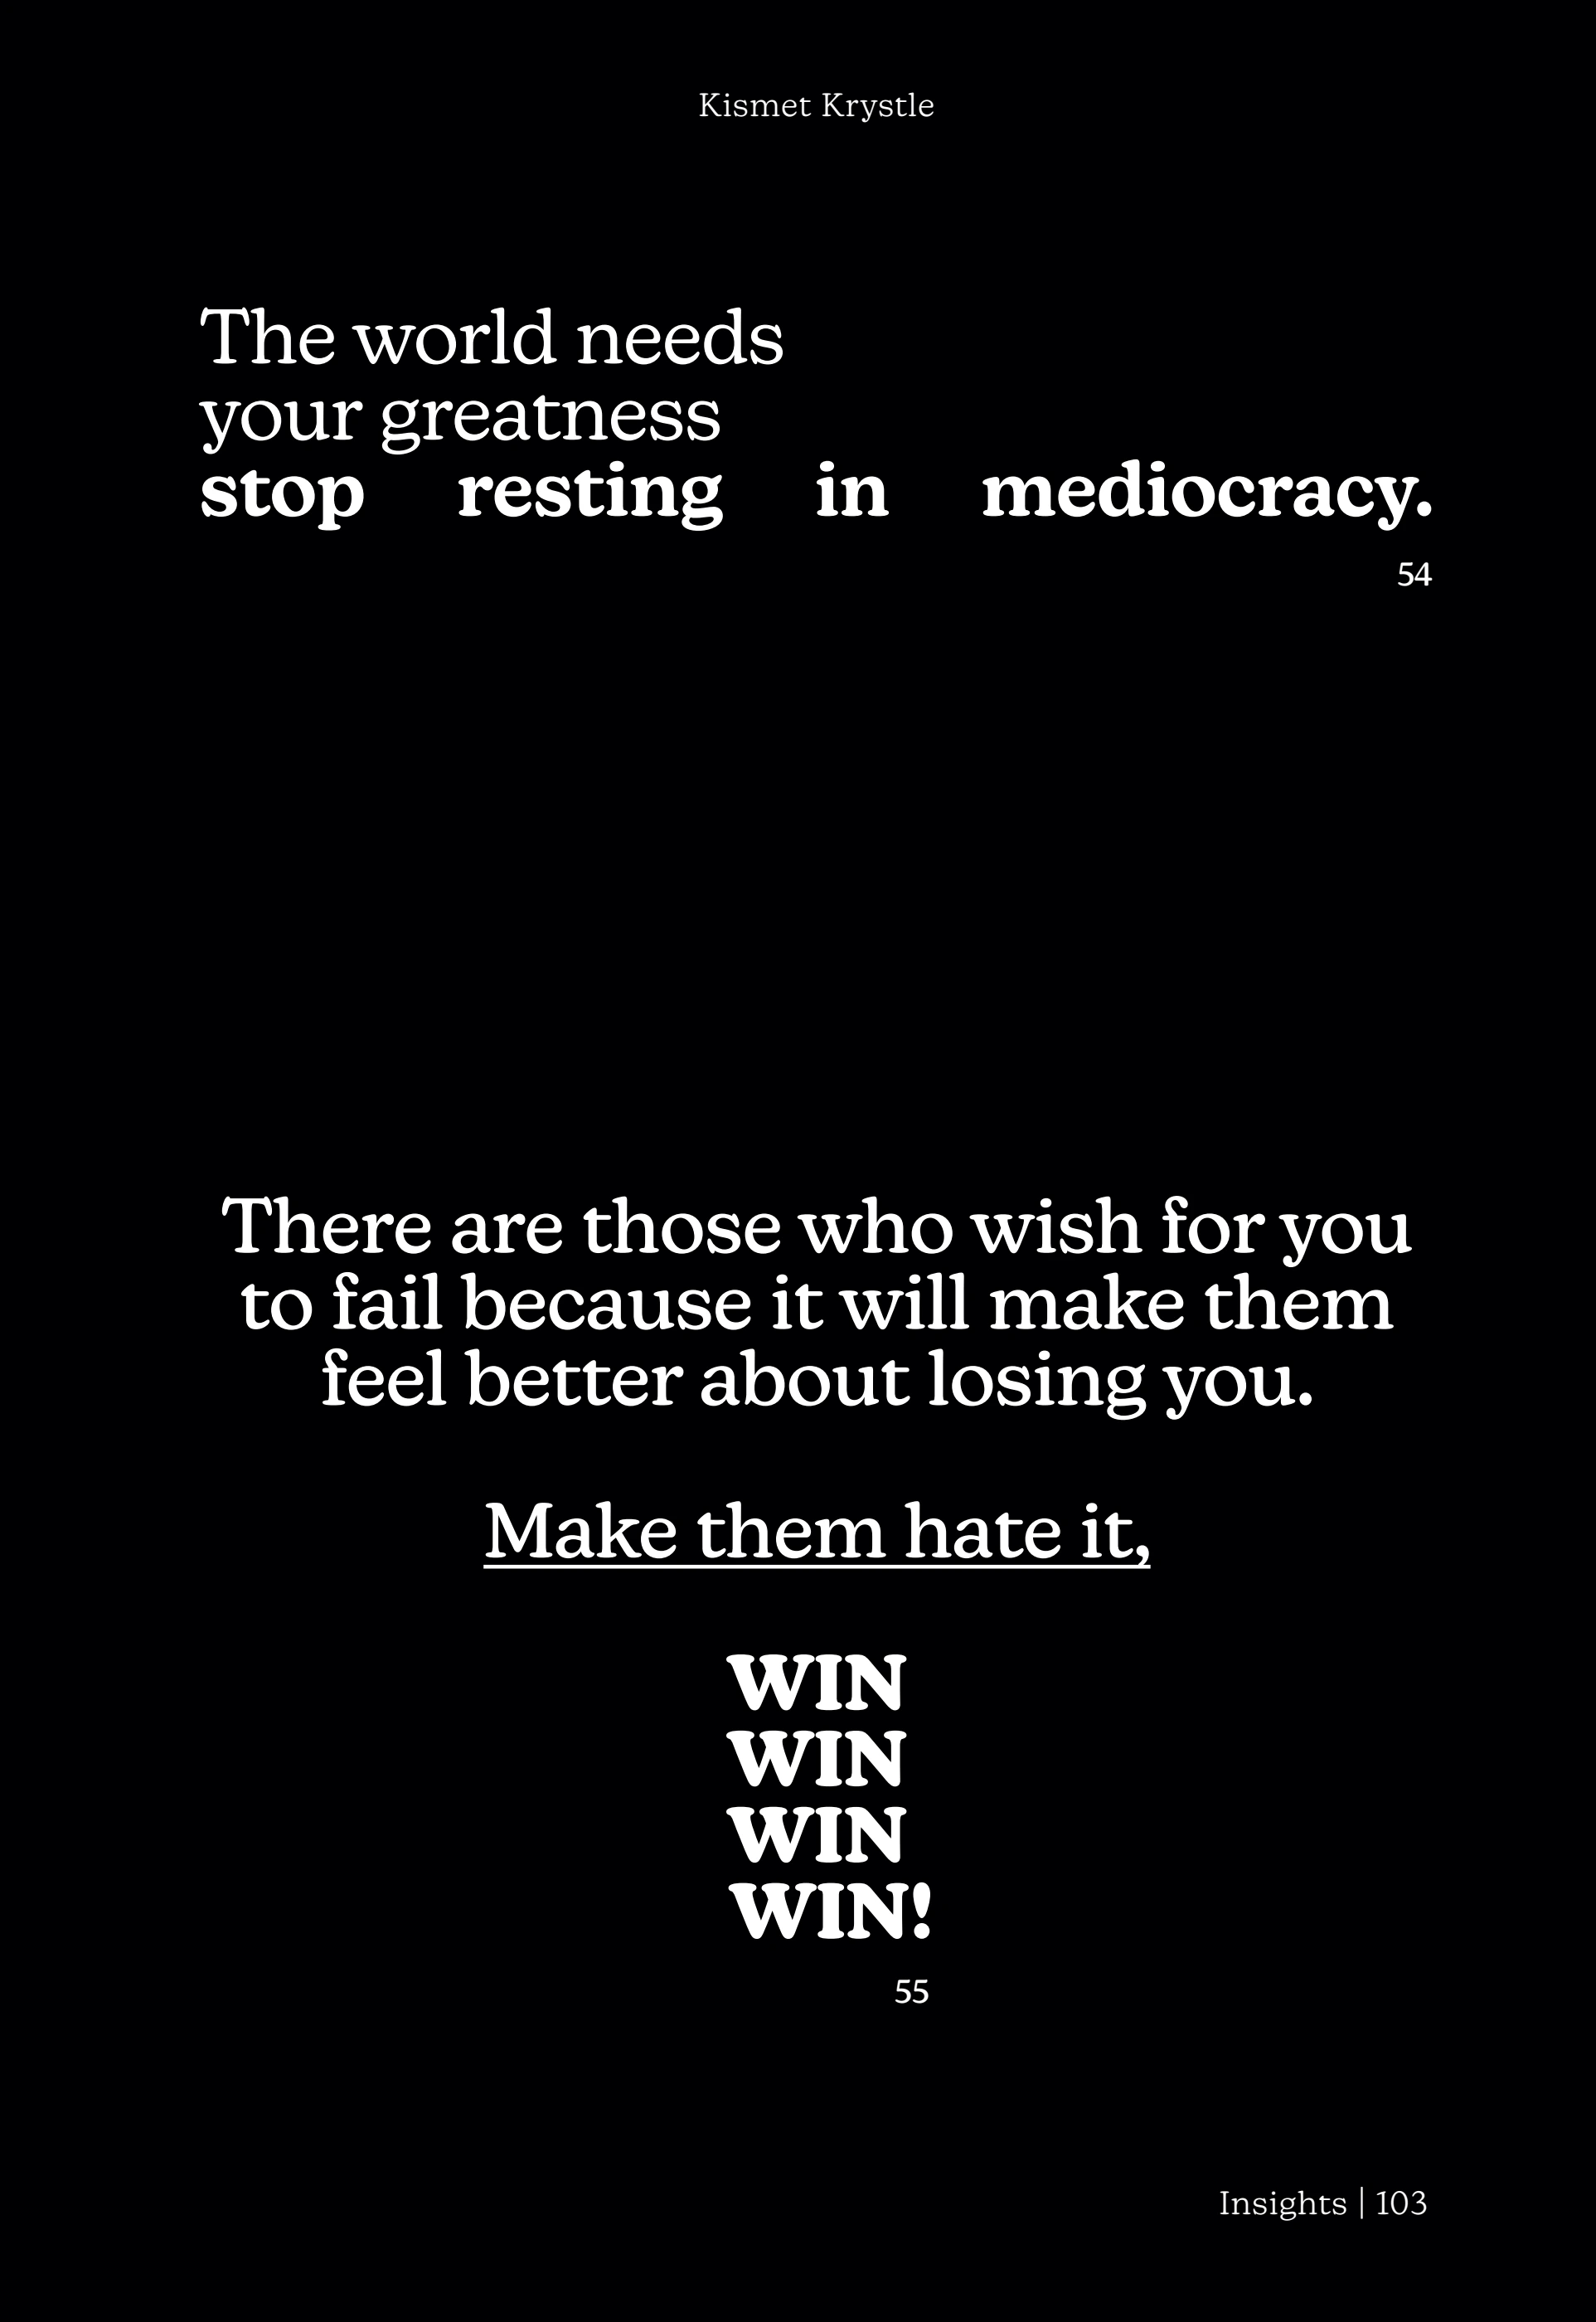 Kismet Krystle
The world needs
your greatness
stop resting in mediocracy.
54
There are those who wish for you
to fail because it will make them
feel better about losing you.
Make them hate it,
WIN
WIN
WIN
WIN!
55
Insights | 103